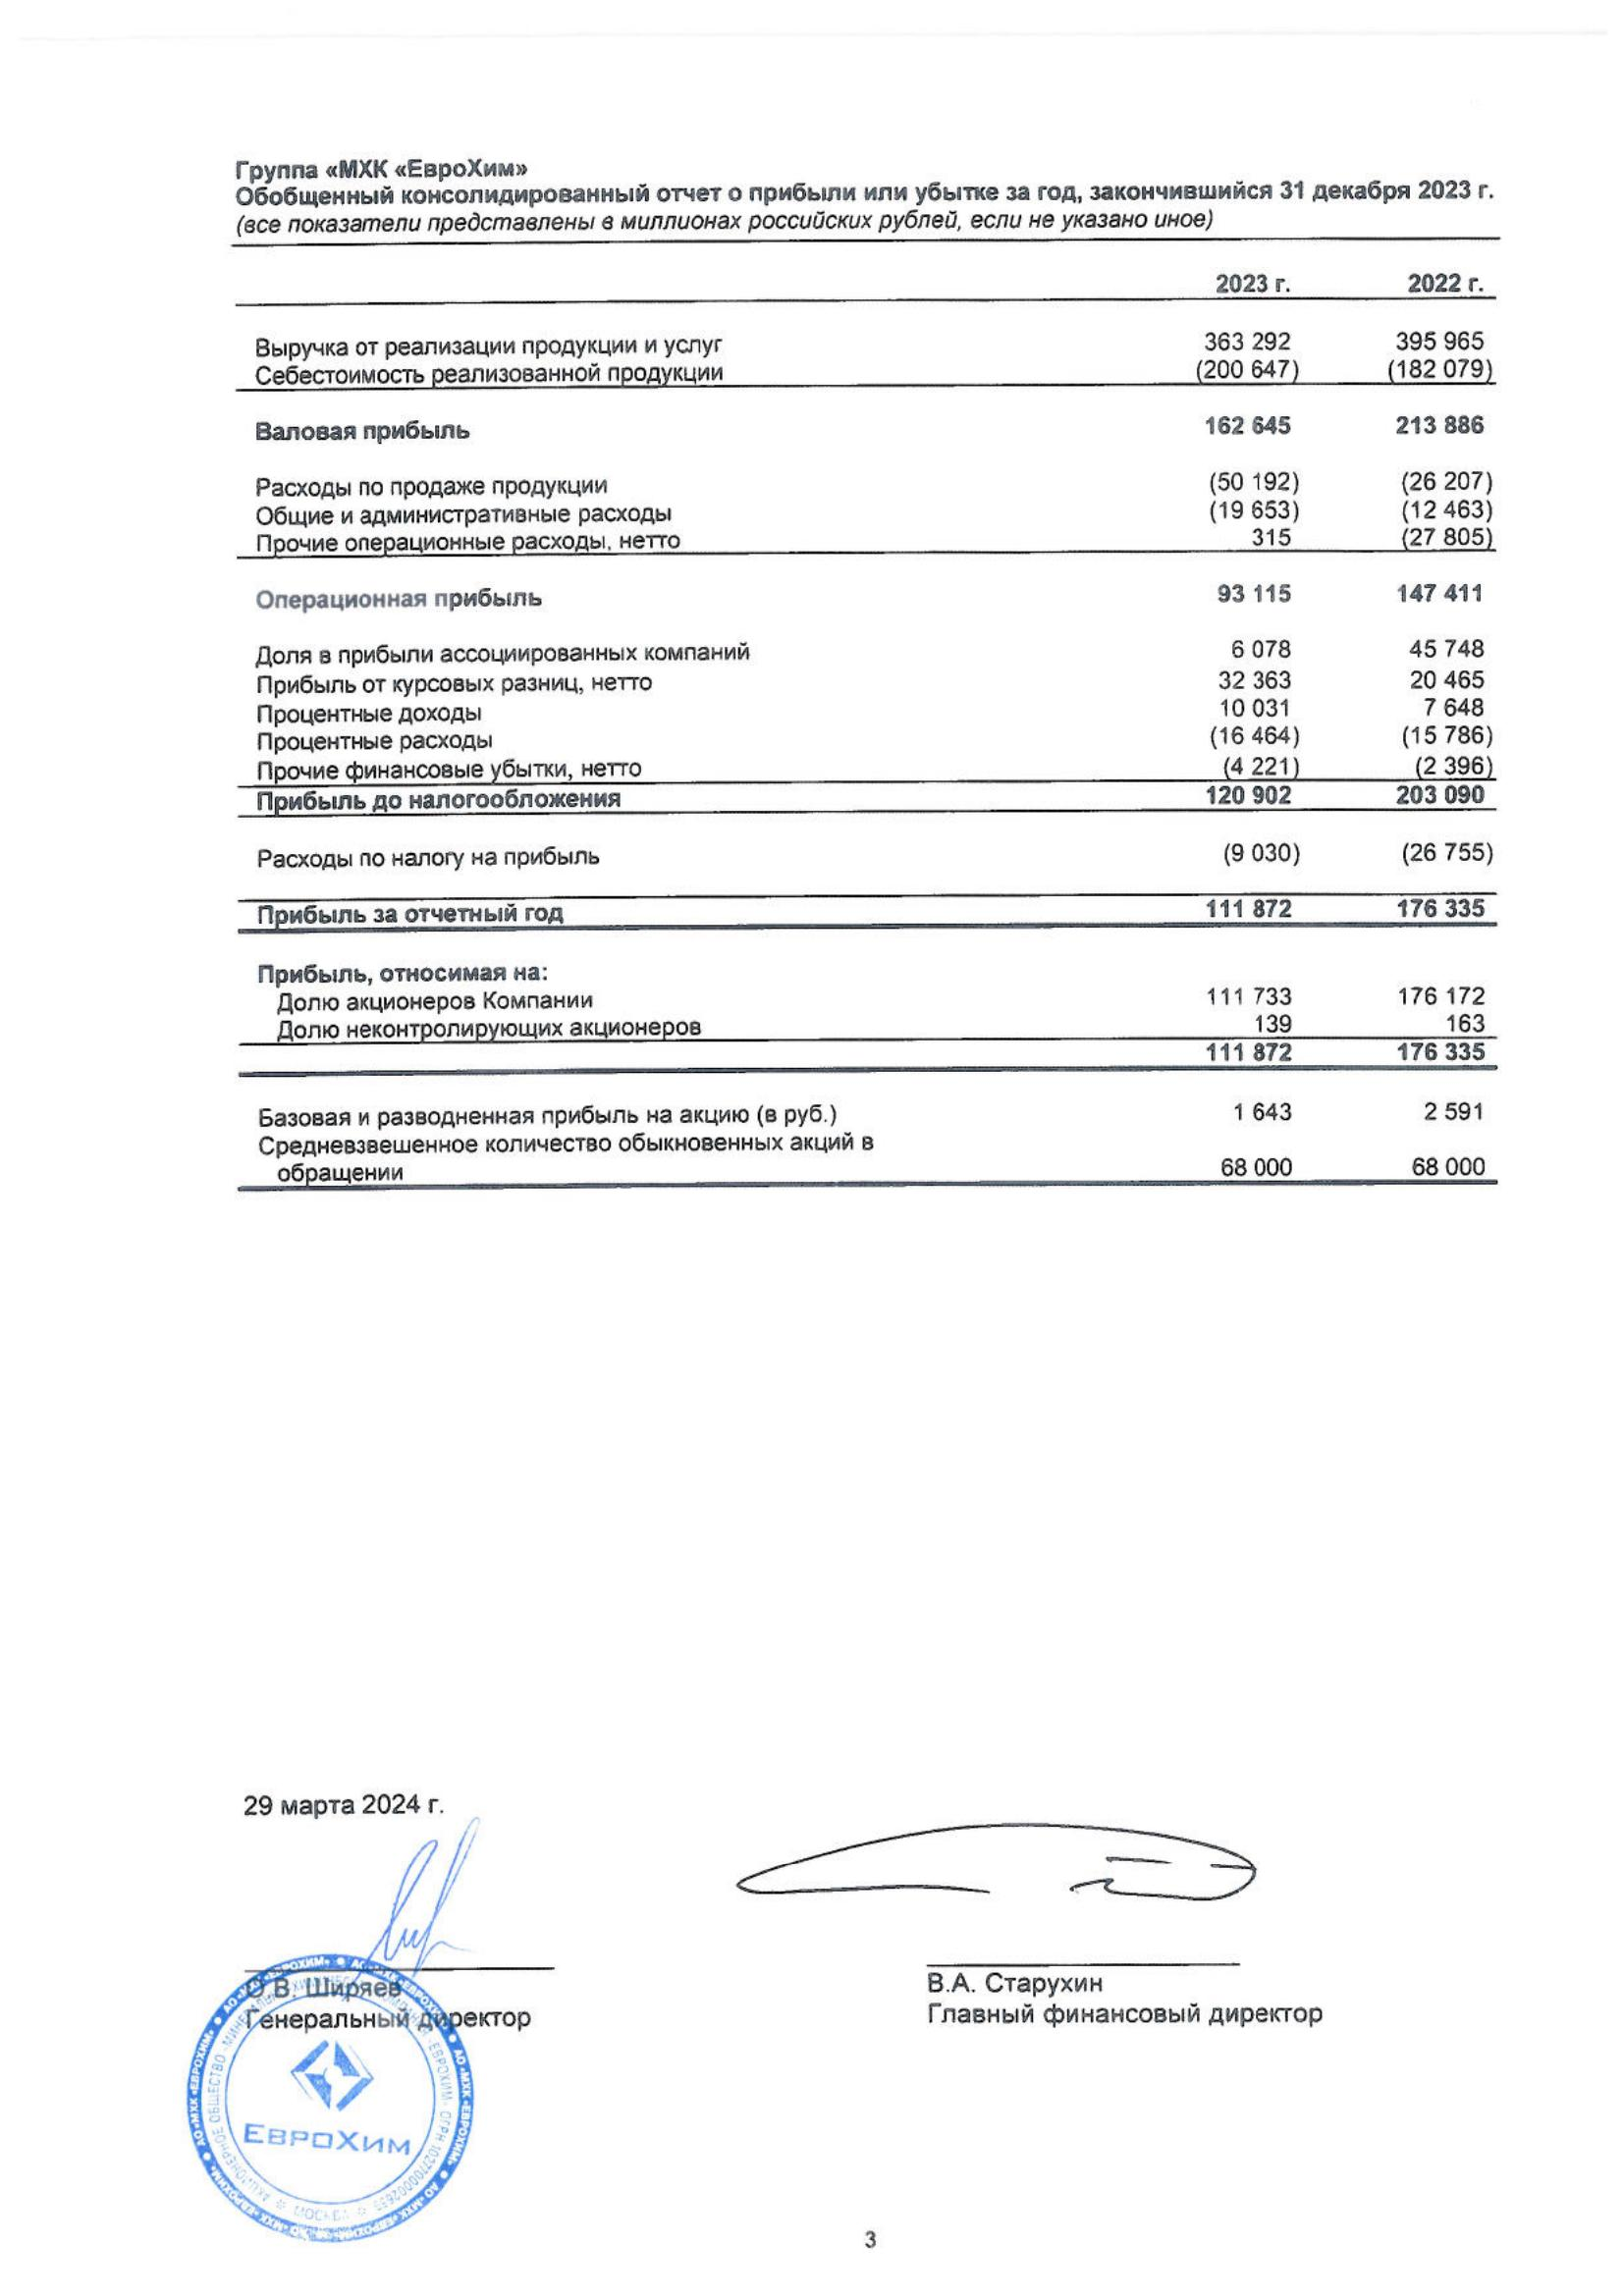 Группа «МХК «ЕвроХим»
Обобщенный консолидированный отчет о прибыли или убытке за год, закончившийся 31 декабря 2023 г.
(все показатели представлены в миллионах российских рублей, если не указано иное)
2023 г. 2022 г.
Выручка от реализации продукции и услуг 363 292 395 965
Себестоимость реализованной продукции (200 647) (182 079)
Валовая прибыль 162 645 213 886
Расходы по продаже продукции (50 192) (26 207)
Общие и административные расходы (19 653) (12 463)
Прочие операционные расходы, нетто 315 (27 805)
Операционная прибыль 93 115 147 411
Доля в прибыли ассоциированных компаний 6 078 45 748
Прибыль от курсовых разниц, нетто 32 363 20 465
Процентные доходы 10 031 7 648
Процентные расходы (16 464) (15 786)
Прочие финансовые убытки, нетто (4 221) (2 396)
Прибыль до налогообложения 120 902 203 090
Расходы по налогу на прибыль (9 030) (26 755)
Прибыль за отчетный год 111 872 176 335
Прибыль, относимая на:
Долю акционеров Компании 111 733 176 172
Долю неконтролирующих акционеров 139 163
111 872 176 335
Базовая и разводненная прибыль на акцию (в руб.) 1 643 2 591
Средневзвешенное количество обыкновенных акций в
обращении 68 000 68 000
29 марта 2024 г.
О.В. Ширяев
Генеральный директор
В.А. Старухин
Главный финансовый директор
АО «МХК «ЕВРОХИМ»
АКЦИОНЕРНОЕ ОБЩЕСТВО
МОСКВА
ЕвроХим
3